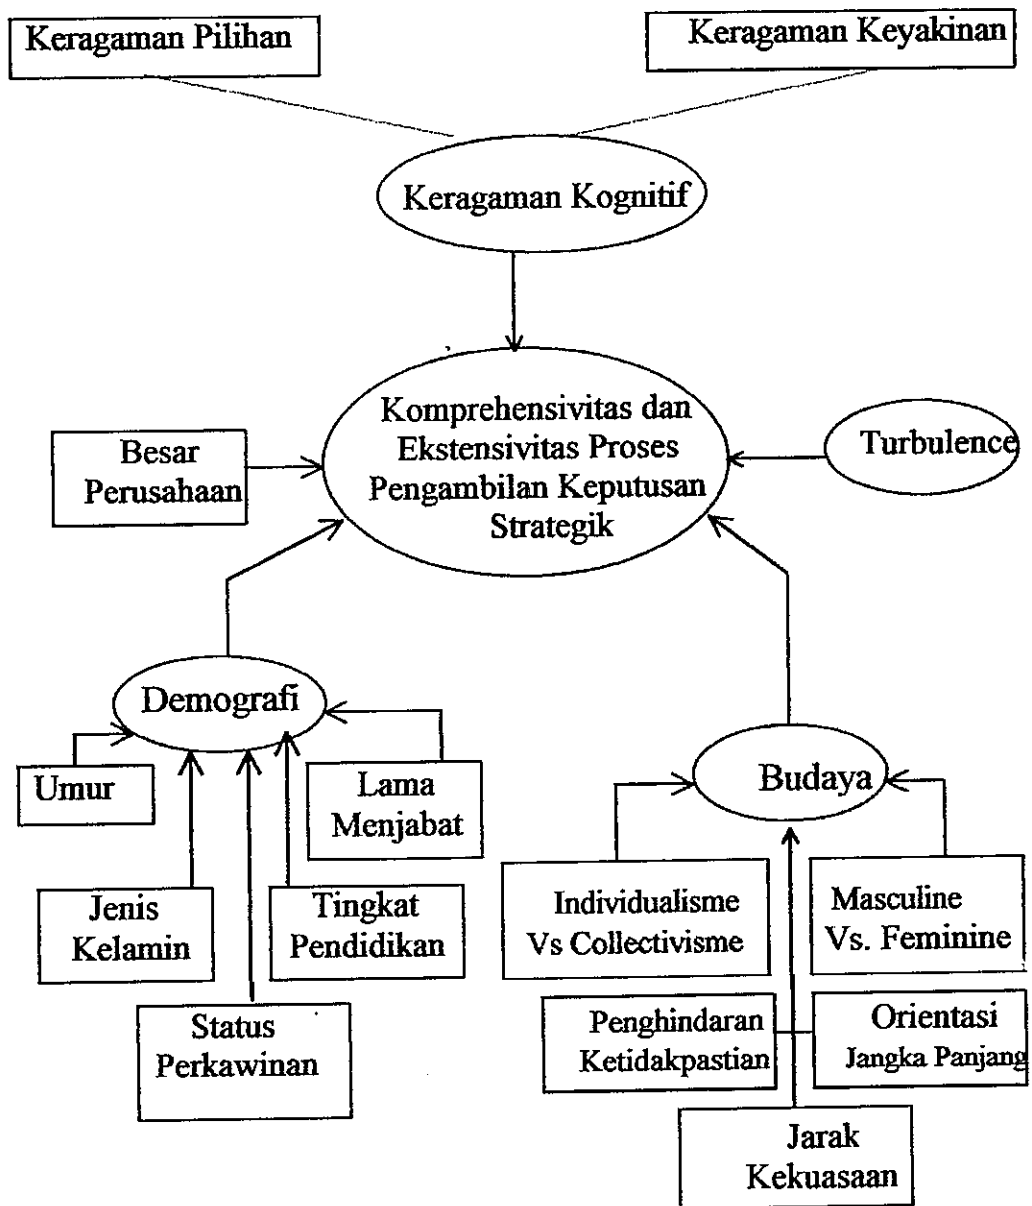 Keragaman Pilihan
Keragaman Keyakinan
Keragaman Kognitif
Komprehensivitas dan
Ekstensivitas Proses
Pengambilan Keputusan
Strategik
Besar
Perusahaan
Turbulence
Demografi
Umur
Lama
Menjabat
Jenis
Kelamin
Tingkat
Pendidikan
Status
Perkawinan
Budaya
Individualisme
Vs Collectivisme
Masculine
Vs. Feminine
Penghindaran
Ketidakpastian
Orientasi
Jangka Panjang
Jarak
Kekuasaan